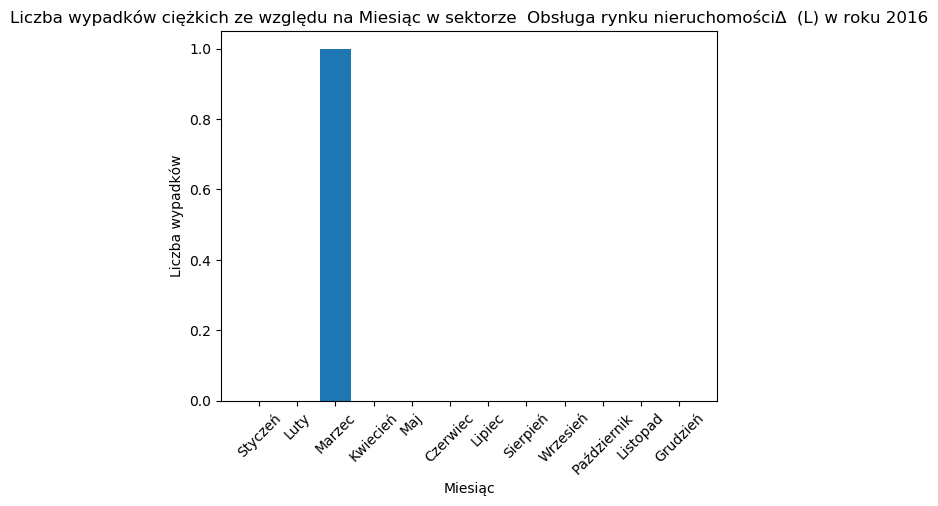 Liczba wypadków ciężkich ze względu na Miesiąc w sektorze  Obsługa rynku nieruchomościΔ  (L) w roku 2016
1.0
0.8
0.6
0.4
0.2
0.0
Liczba wypadków
Styczeń
Luty
Marzec
Kwiecień
Maj
Czerwiec
Lipiec
Sierpień
Wrzesień
Październik
Listopad
Grudzień
Miesiąc